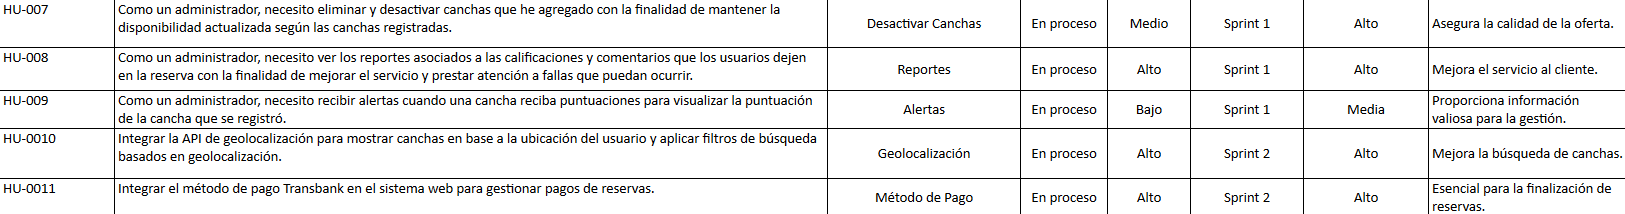 HU-007
Como un administrador, necesito eliminar y desactivar canchas que he agregado con la finalidad de mantener la
disponibilidad actualizada según las canchas registradas.
Desactivar Canchas
En proceso
Medio
Sprint 1
Alto
Asegura la calidad de la oferta.
HU-008
Como un administrador, necesito ver los reportes asociados a las calificaciones y comentarios que los usuarios dejen
en la reserva con la finalidad de mejorar el servicio y prestar atención a fallas que puedan ocurrir.
Reportes
En proceso
Alto
Sprint 1
Alto
Mejora el servicio al cliente.
HU-009
Como un administrador, necesito recibir alertas cuando una cancha reciba puntuaciones para visualizar la puntuación
de la cancha que se registró.
Alertas
En proceso
Bajo
Sprint 1
Media
Proporciona información
valiosa para la gestión.
HU-0010
Integrar la API de geolocalización para mostrar canchas en base a la ubicación del usuario y aplicar filtros de búsqueda
basados en geolocalización.
Geolocalización
En proceso
Alto
Sprint 2
Alto
Mejora la búsqueda de canchas.
HU-0011
Integrar el método de pago Transbank en el sistema web para gestionar pagos de reservas.
Método de Pago
En proceso
Alto
Sprint 2
Alto
Esencial para la finalización de
reservas.